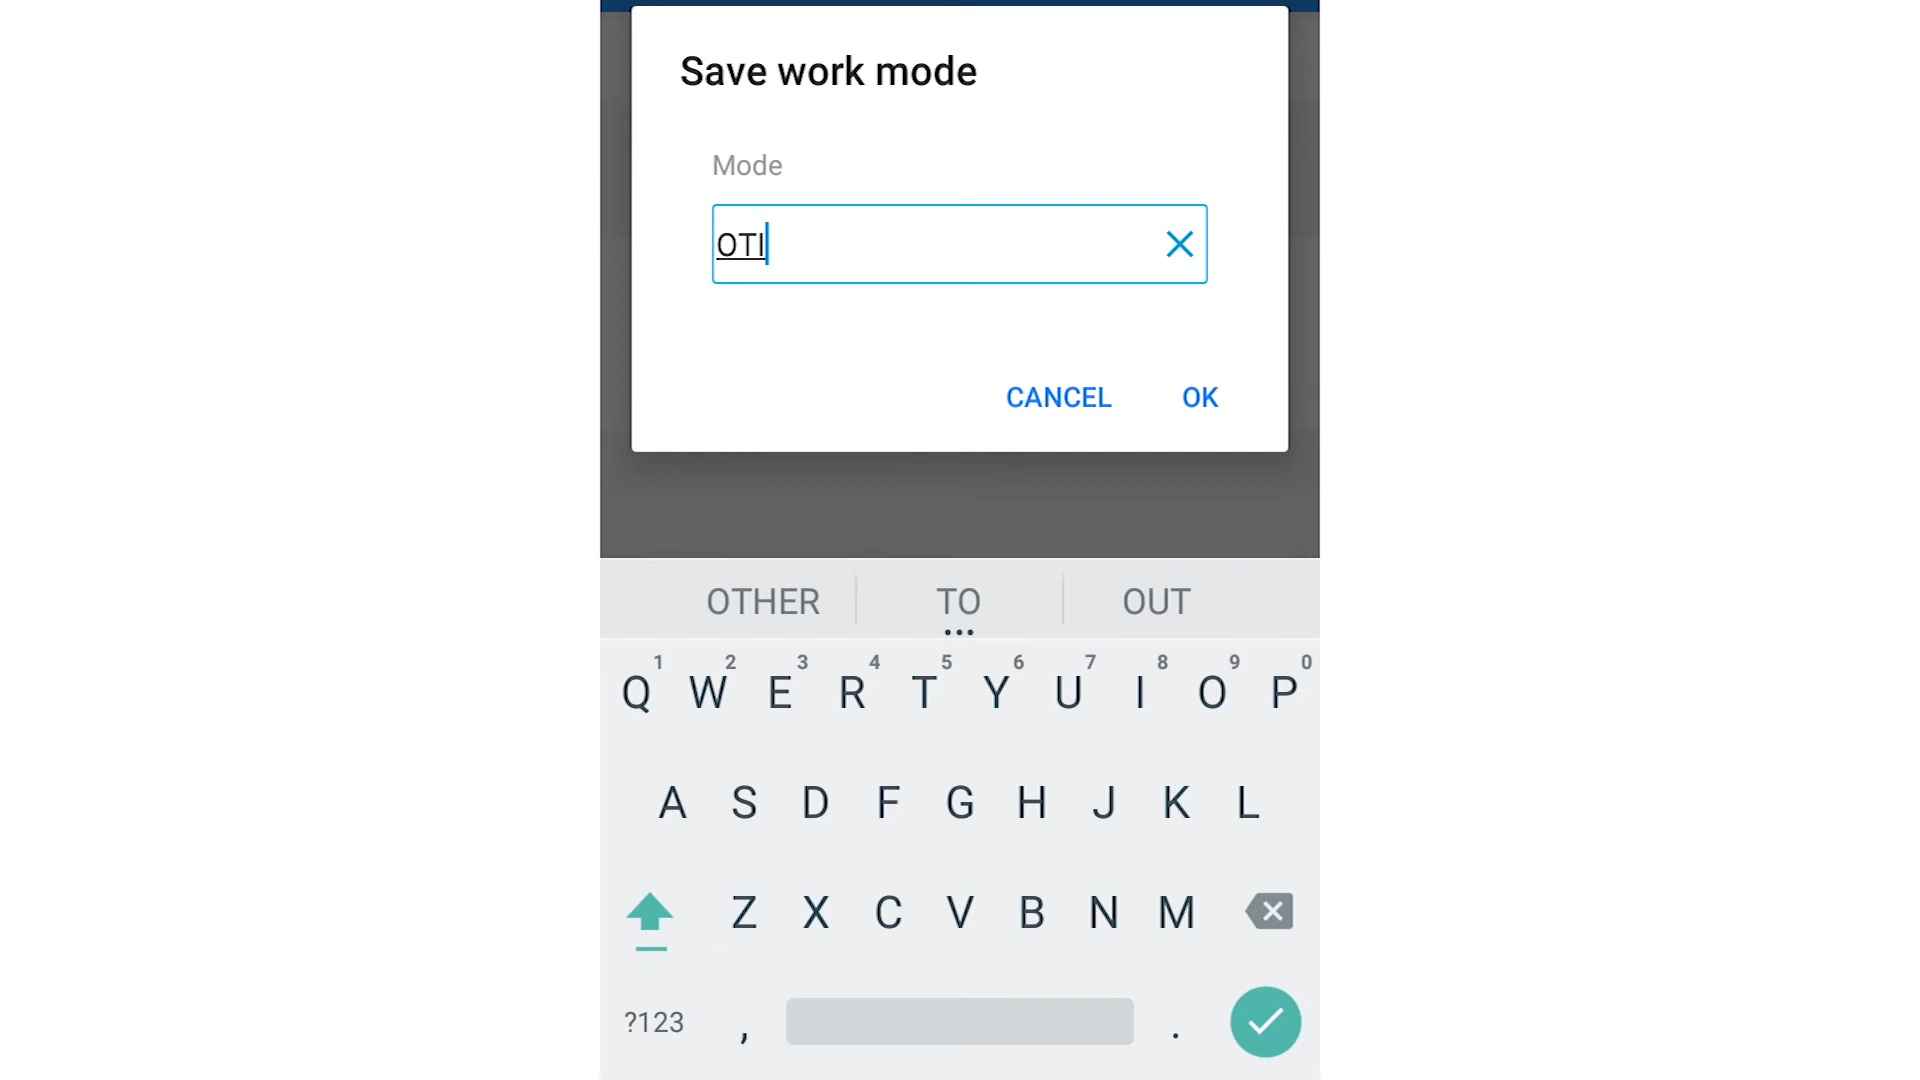 Save work mode
Mode
OTI
CANCEL OK
OTHER TO OUT
1 2 3 4 5 6 7 8 9 0
Q W E R T Y U I O P
A S D F G H J K L
Z X C V B N M
?123 , .